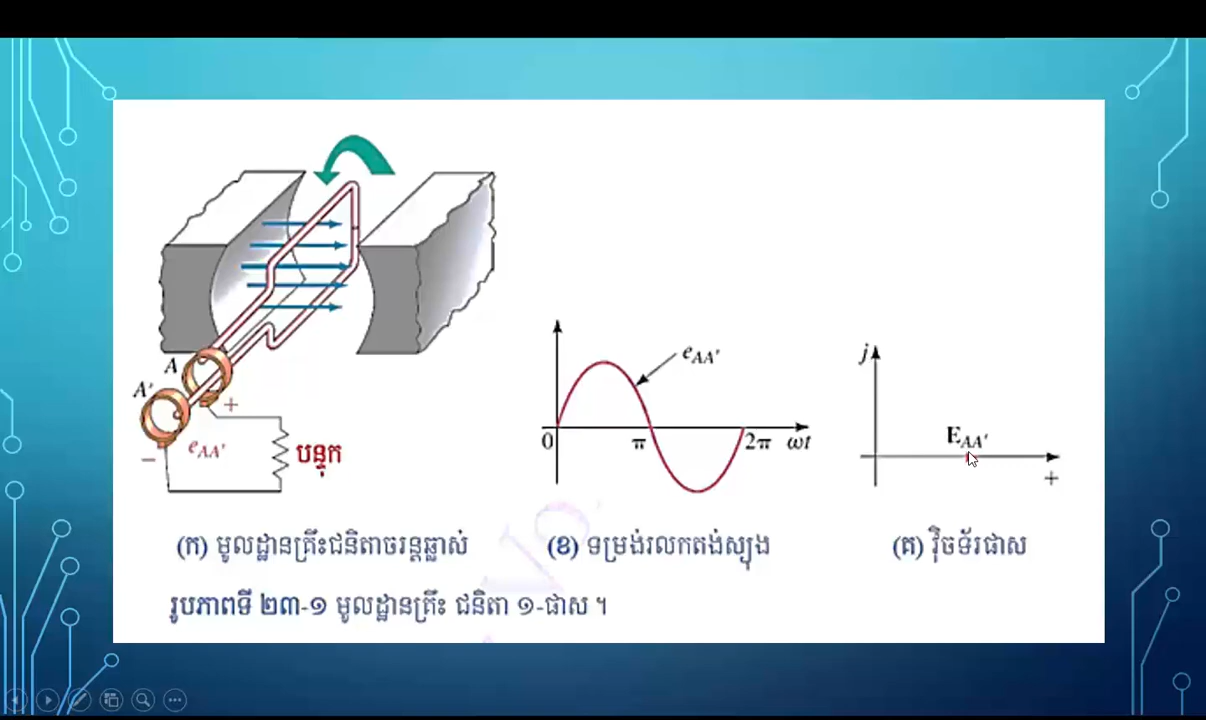 A
A'
+
e_AA'
−
បន្ទុក
e_AA'
0
π
2π
ωt
j
E_AA'
+
(ក) មូលដ្ឋានគ្រឹះជនិតាចរន្តឆ្លាស់
(ខ) ទម្រង់រលកតង់ស្យុង
(គ) វ៉ិចទ័រផាស
រូបភាពទី ២៣-១ មូលដ្ឋានគ្រឹះ ជនិតា ១-ផាស ។